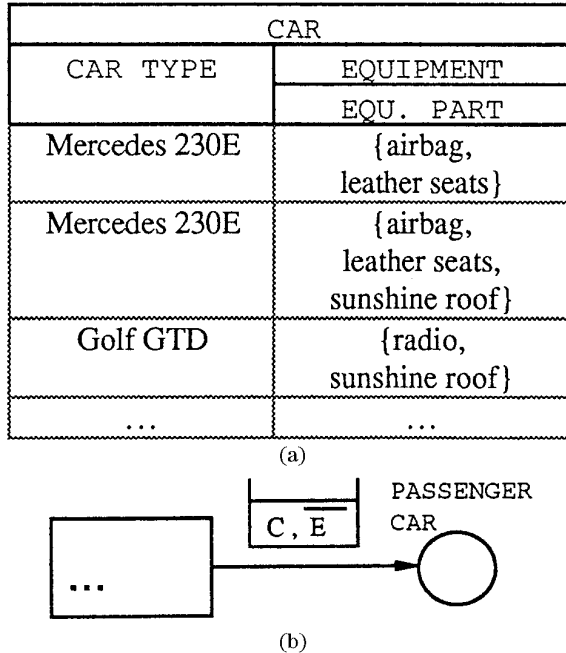 CAR
CAR TYPE
EQUIPMENT
EQU. PART
Mercedes 230E
{airbag,
leather seats}
Mercedes 230E
{airbag,
leather seats,
sunshine roof}
Golf GTD
{radio,
sunshine roof}
...
...
(a)
PASSENGER
CAR
C, E̅
...
(b)